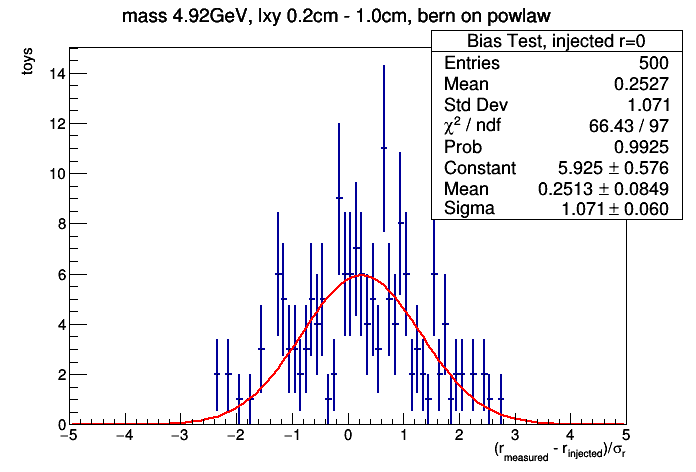 mass 4.92GeV, lxy 0.2cm - 1.0cm, bern on powlaw
Bias Test, injected r=0
Entries 500
Mean 0.2527
Std Dev 1.071
χ² / ndf 66.43 / 97
Prob 0.9925
Constant 5.925 ± 0.576
Mean 0.2513 ± 0.0849
Sigma 1.071 ± 0.060
toys
14
12
10
8
6
4
2
0
−5 −4 −3 −2 −1 0 1 2 3 4 5
(r_measured - r_injected)/σ_r